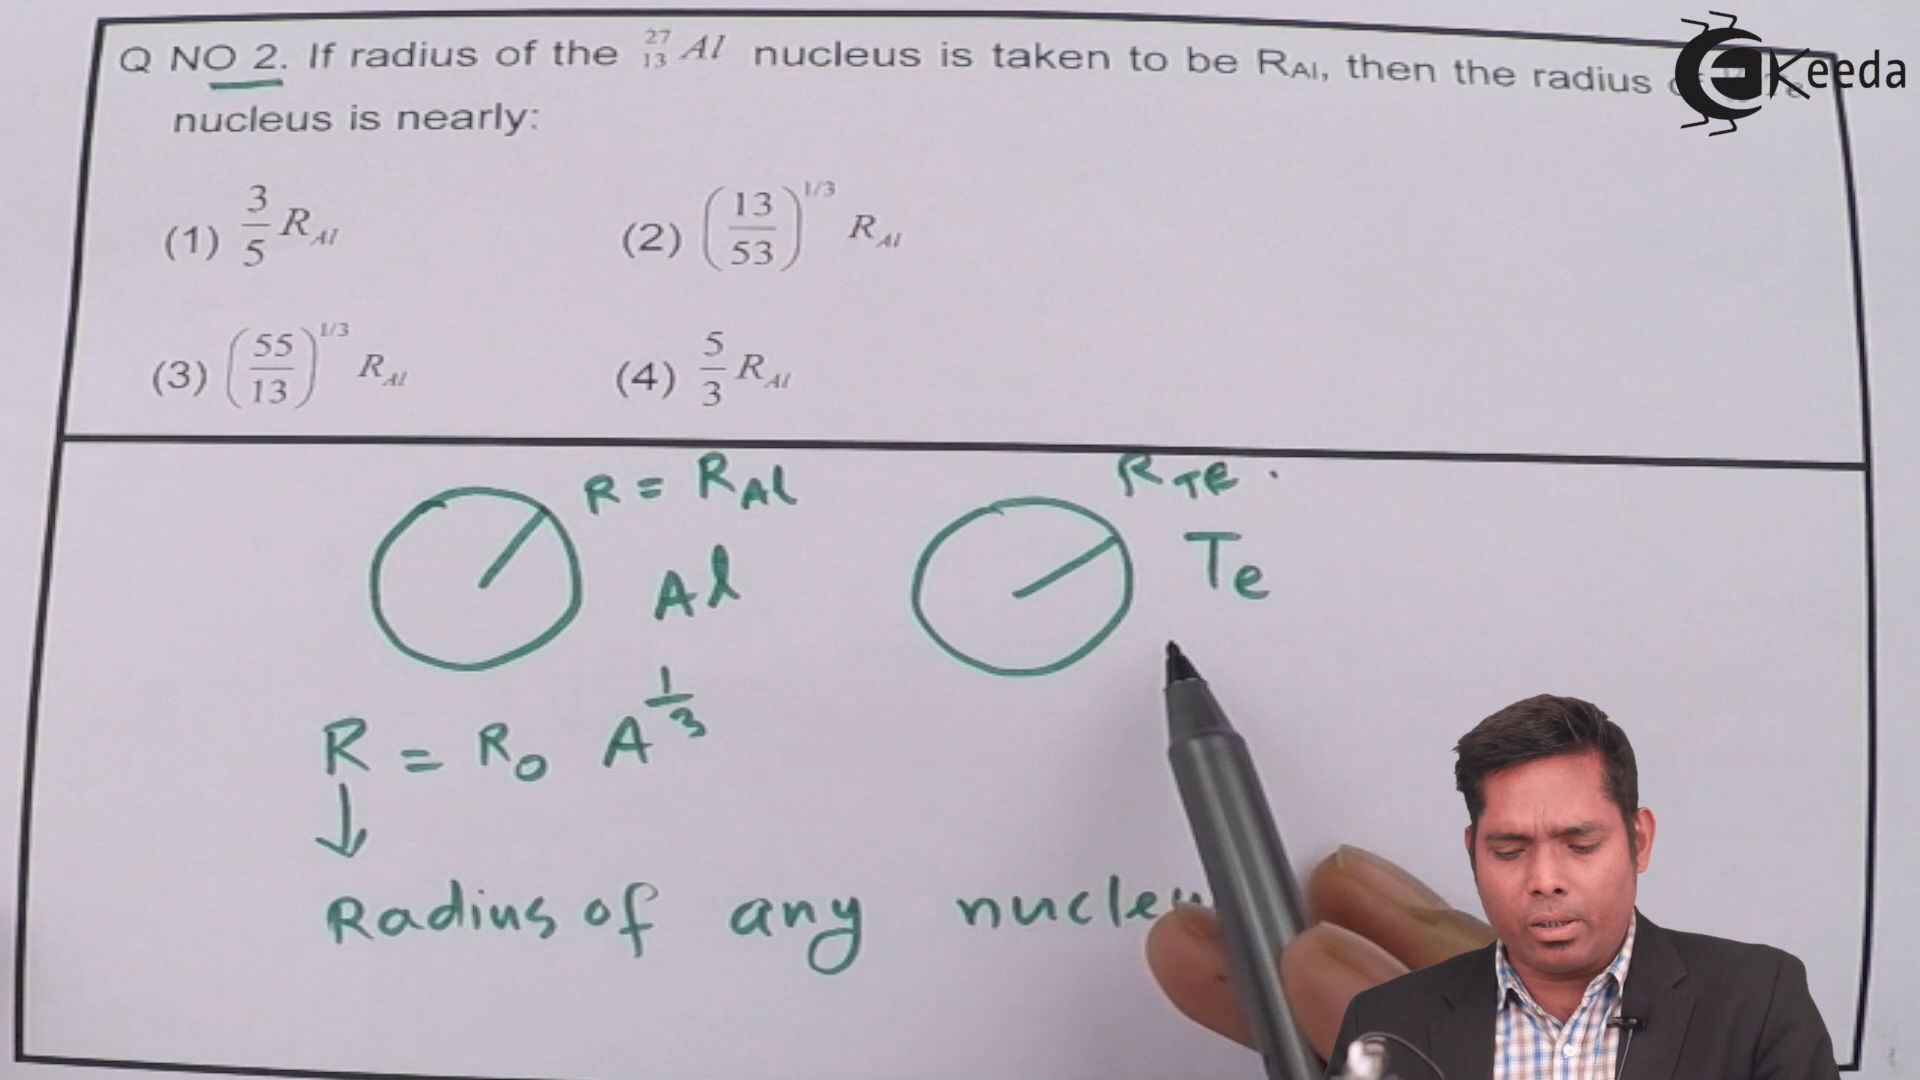 Q NO 2. If radius of the ²⁷₁₃Al nucleus is taken to be R_Al, then the radius
nucleus is nearly:
(1) 3/5 R_Al (2) (13/53)^1/3 R_Al
(3) (55/13)^1/3 R_Al (4) 5/3 R_Al
R = R_Al R_Te .
Al Te
R = R₀ A^1/3
↓
Radius of any
Keeda